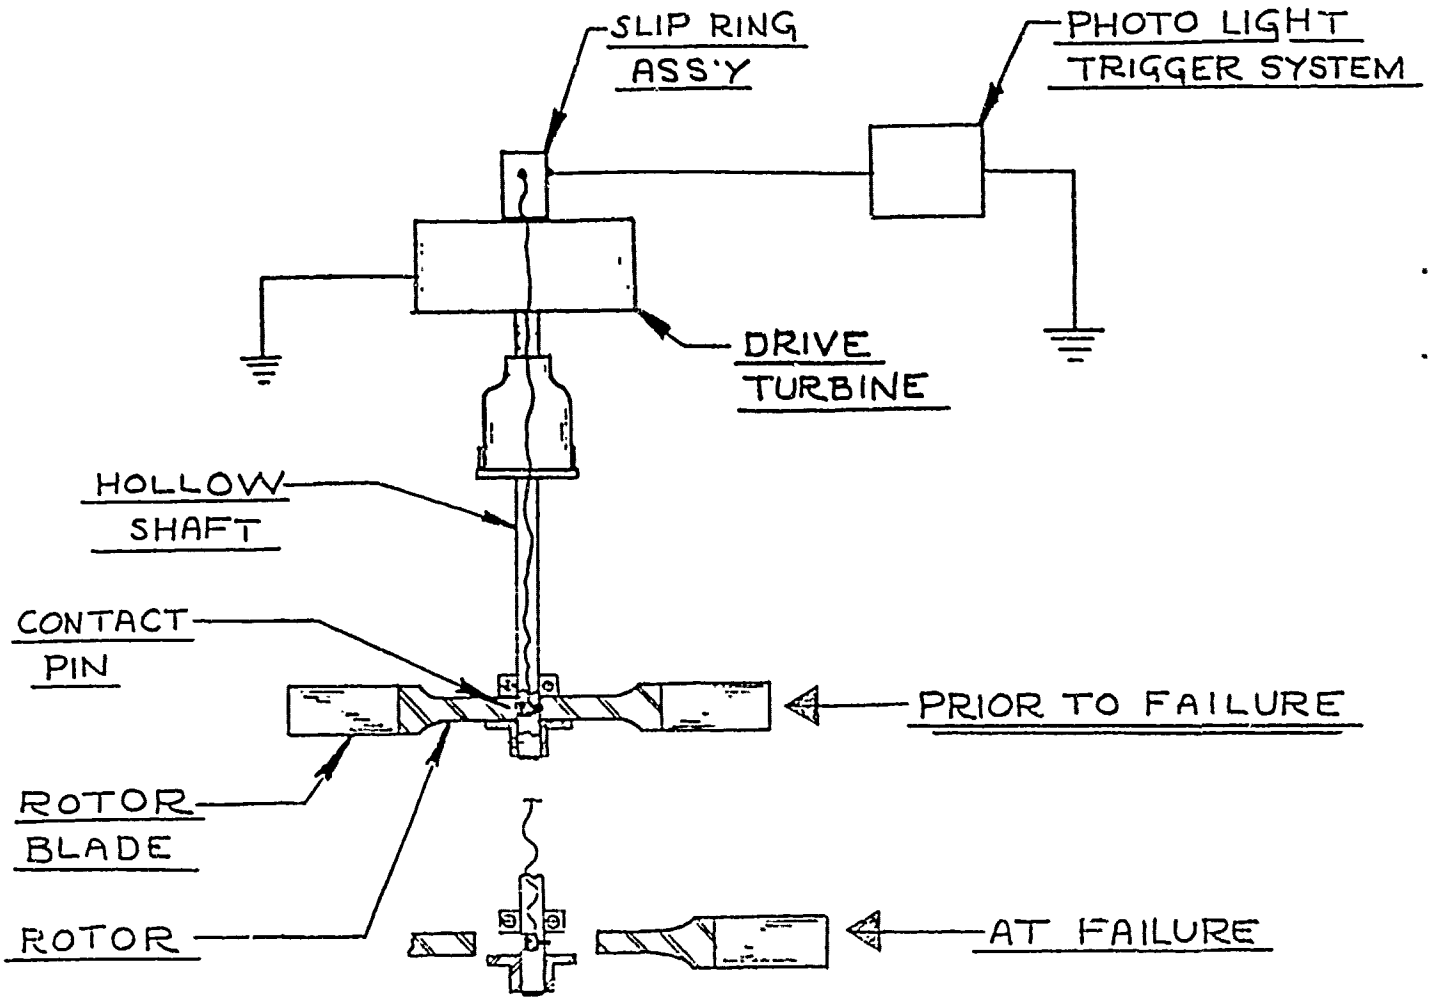 SLIP RING
ASS'Y
PHOTO LIGHT
TRIGGER SYSTEM
DRIVE
TURBINE
HOLLOW
SHAFT
CONTACT
PIN
PRIOR TO FAILURE
ROTOR
BLADE
ROTOR
AT FAILURE